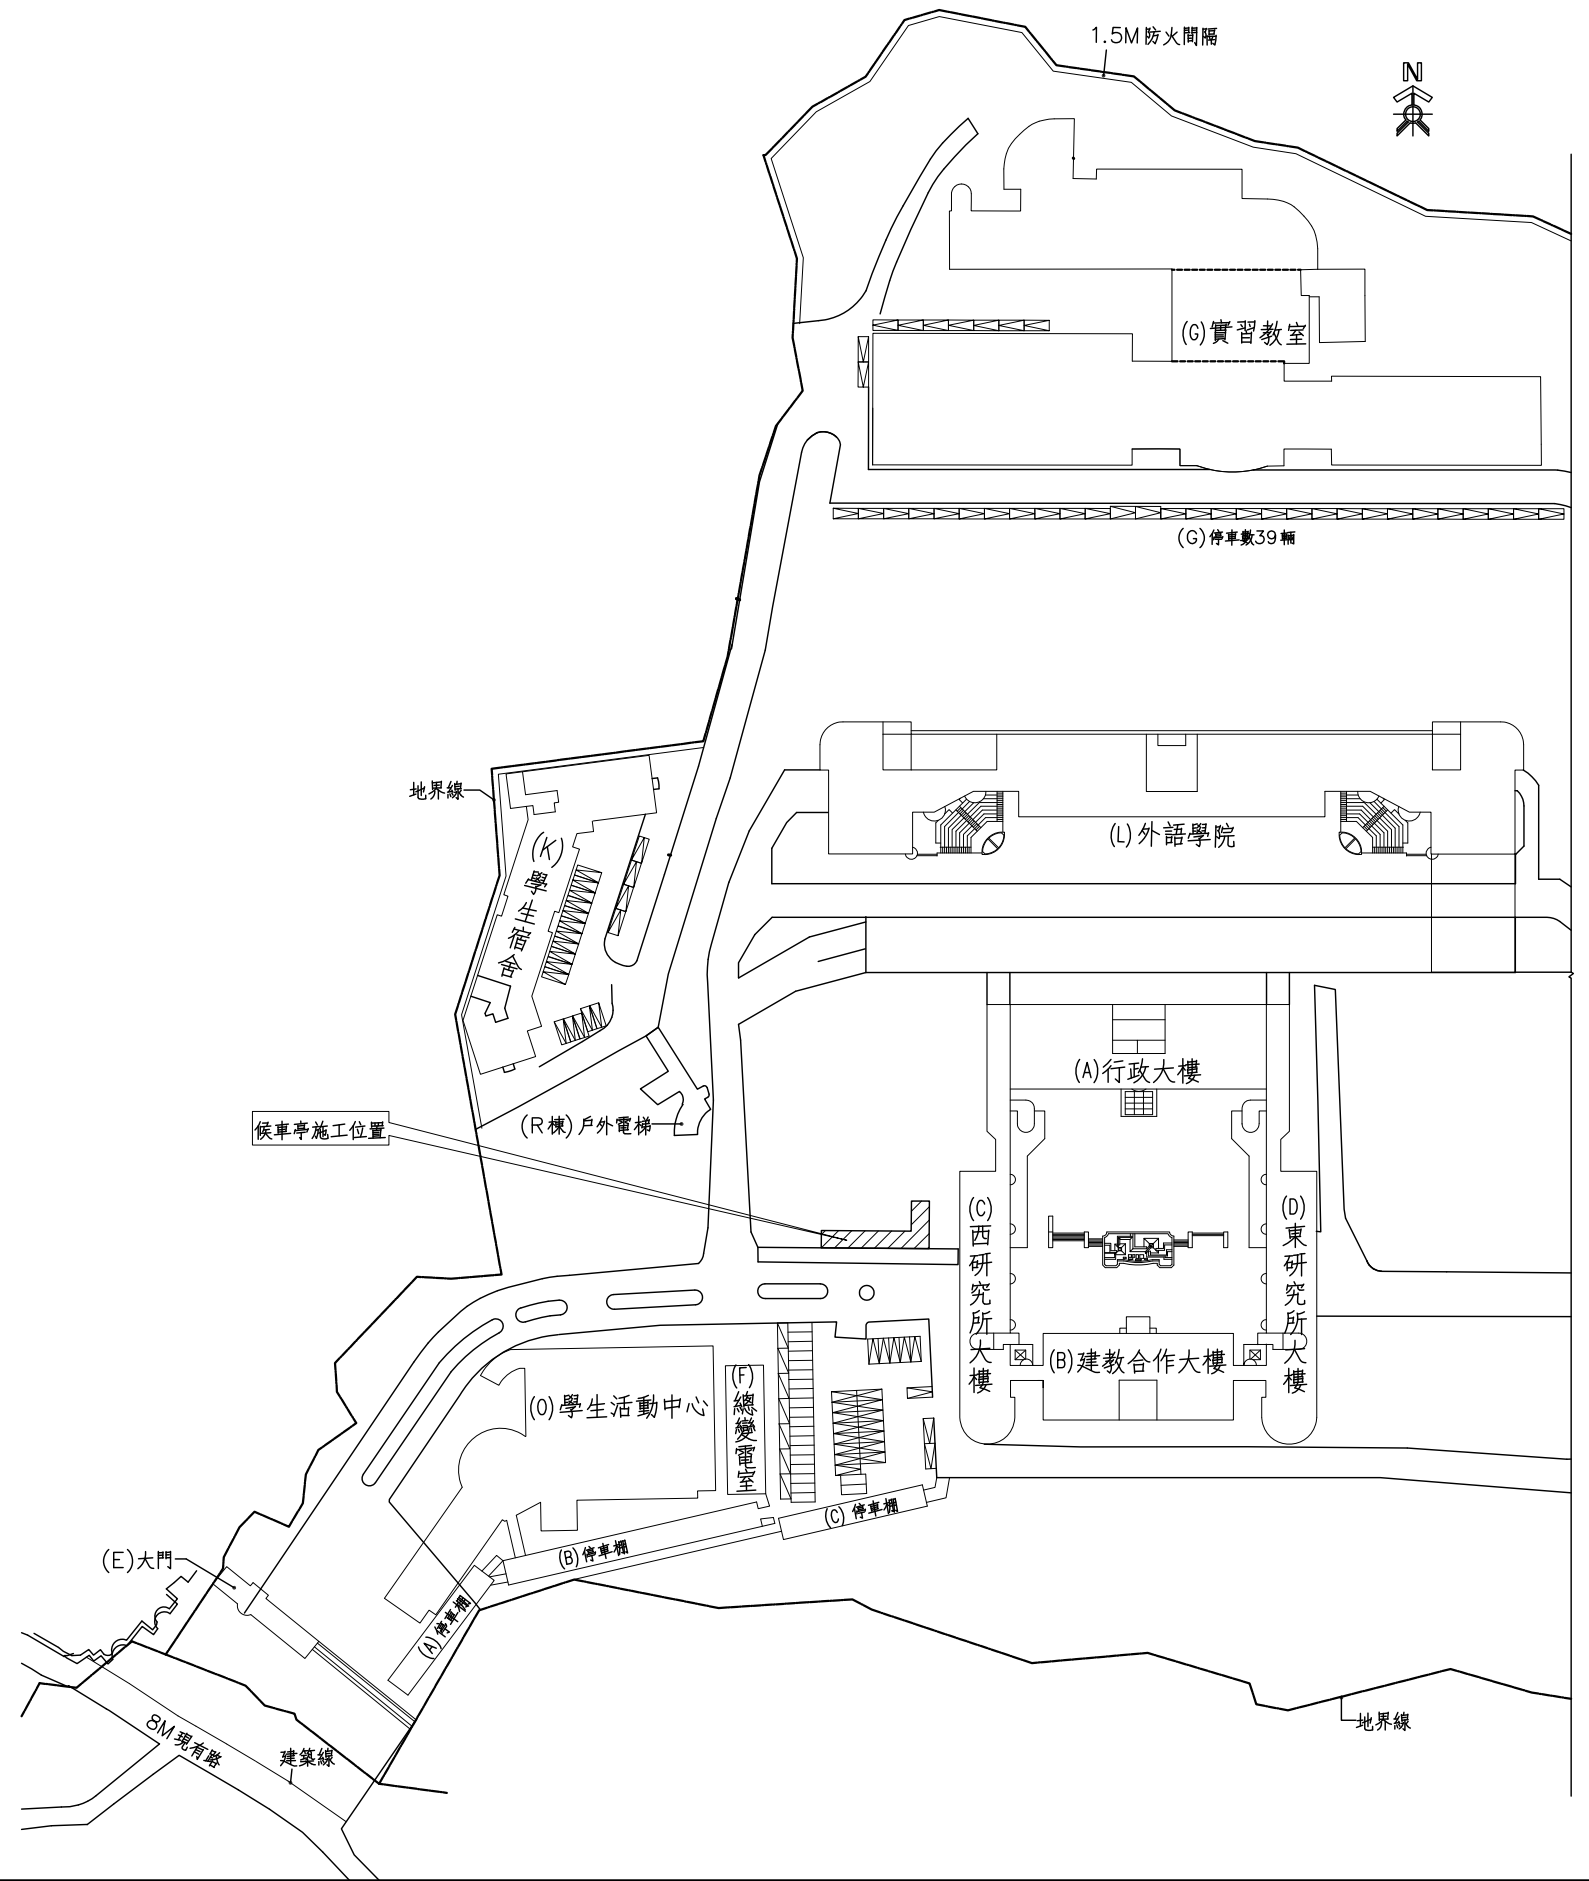 1.5M防火間隔
N
(G)實習教室
(G)停車數39輛
地界線
(K)學生宿舍
(L)外語學院
(A)行政大樓
(R棟)戶外電梯
候車亭施工位置
(C)西研究所大樓
(D)東研究所大樓
(B)建教合作大樓
(F)總變電室
(O)學生活動中心
(C)停車棚
(B)停車棚
(A)停車棚
(E)大門
8M現有路
建築線
地界線